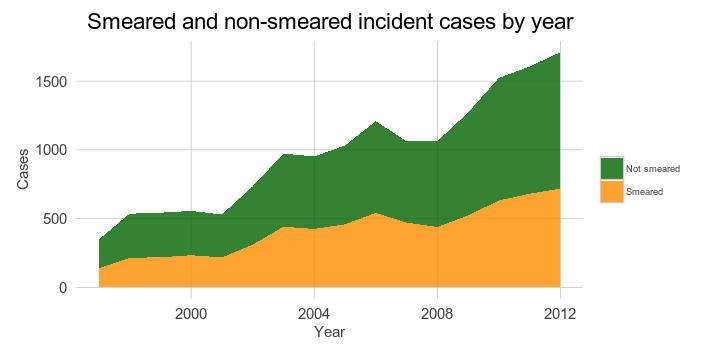 Smeared and non-smeared incident cases by year
1500
1000
500
0
Cases
2000
2004
2008
2012
Year
Not smeared
Smeared